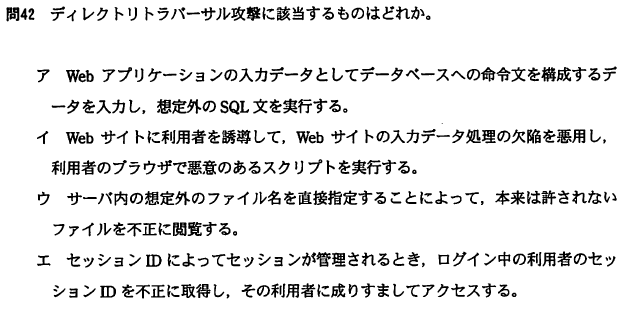 問42 ディレクトリトラバーサル攻撃に該当するものはどれか。
ア Web アプリケーションの入力データとしてデータベースへの命令文を構成するデ
ータを入力し，想定外の SQL 文を実行する。
イ Web サイトに利用者を誘導して，Web サイトの入力データ処理の欠陥を悪用し，
利用者のブラウザで悪意のあるスクリプトを実行する。
ウ サーバ内の想定外のファイル名を直接指定することによって，本来は許されない
ファイルを不正に閲覧する。
エ セッション ID によってセッションが管理されるとき，ログイン中の利用者のセッ
ション ID を不正に取得し，その利用者に成りすましてアクセスする。